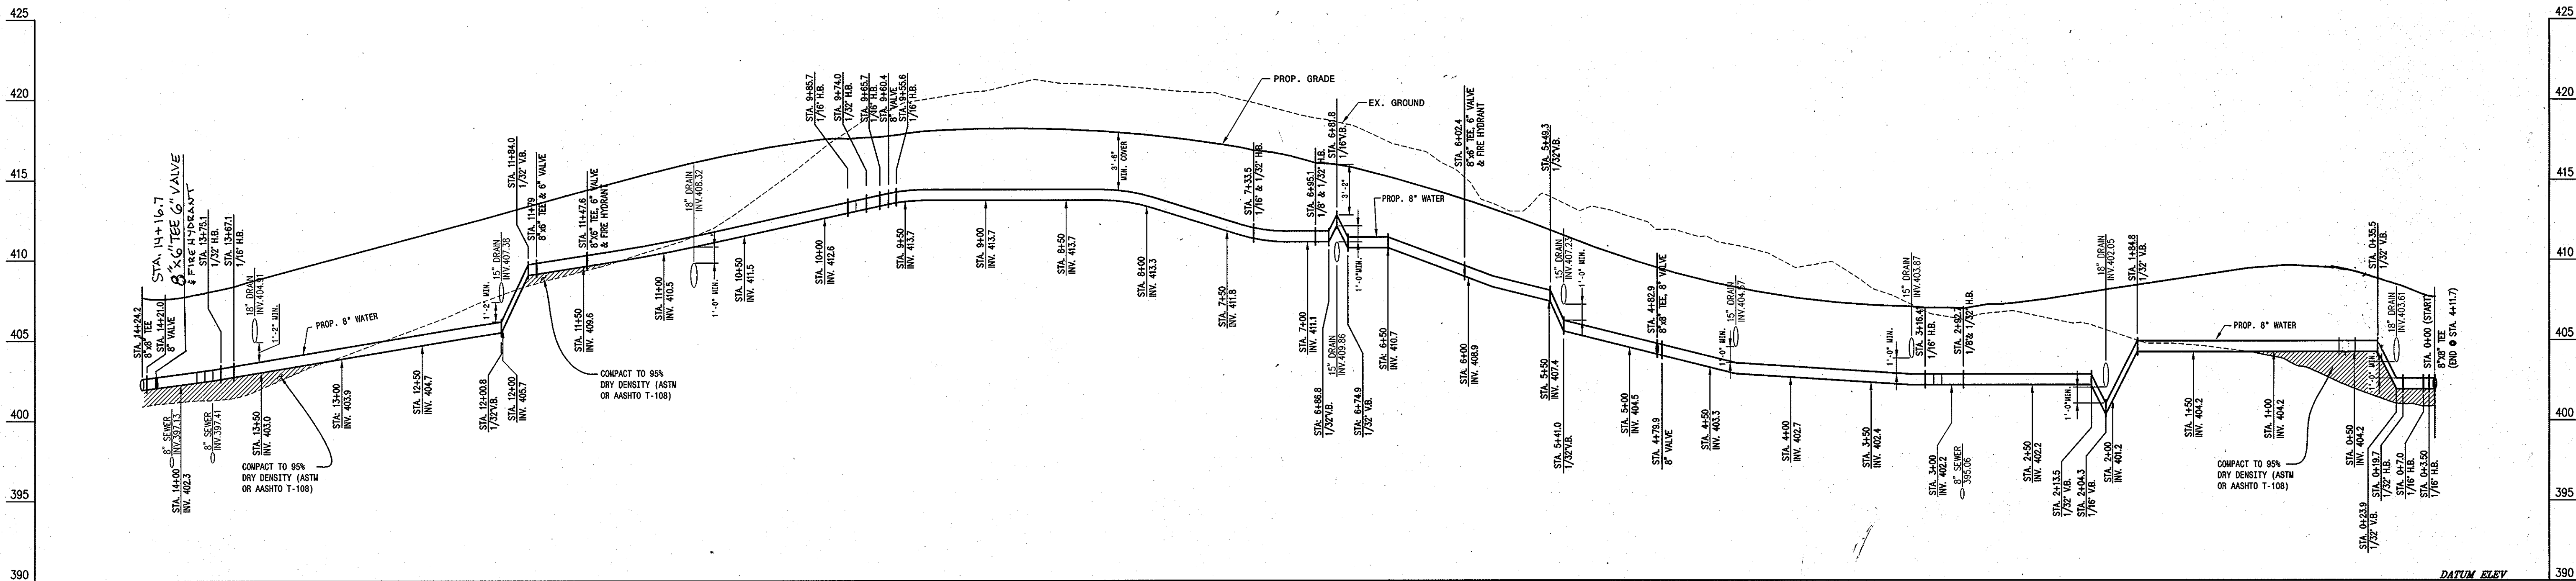 425
420
415
410
405
400
395
390
STA. 14+24.2
8"x8" TEE
STA. 14+21.0
8" VALVE
STA. 14+16.7
8"x6" TEE 6" VALVE
& FIRE HYDRANT
STA. 13+75.1
1/32" H.B.
STA. 13+67.1
1/16" H.B.
18" DRAIN
1'-2" MIN.
PROP. 8" WATER
8" SEWER
INV.397.13
8" SEWER
INV.397.41
STA. 14+00
INV. 402.3
STA. 13+50
INV. 403.0
COMPACT TO 95%
DRY DENSITY (ASTM
OR AASHTO T-108)
STA: 13+00
INV. 403.9
STA. 12+50
INV. 404.7
STA. 12+00.8
1/32"V.B.
STA. 12+00
INV. 405.7
1'-2" MIN.
15" DRAIN
INV.407.38
STA. 11+84.0
1/32" V.B.
STA. 11+79
8"x6" TEE & 6" VALVE
STA. 11+47.6
8"x6" TEE, 6" VALVE
& FIRE HYDRANT
COMPACT TO 95%
DRY DENSITY (ASTM
OR AASHTO T-108)
STA. 11+50
INV. 409.6
STA. 11+00
INV. 410.5
18" DRAIN
INV.408.32
1'-0" MIN.
STA. 10+50
INV. 411.5
STA. 10+00
INV. 412.6
STA. 9+85.7
1/16" H.B.
STA. 9+74.0
1/32" H.B.
STA. 9+65.7
1/16" H.B.
STA. 9+60.4
8" VALVE
STA. 9+55.6
1/16" H.B.
STA. 9+50
INV. 413.7
STA. 9+00
INV. 413.7
STA. 8+50
INV. 413.7
3'-6"
MIN. COVER
STA. 8+00
INV. 413.3
STA. 7+50
INV. 411.8
PROP. GRADE
EX. GROUND
STA. 7+33.5
1/16" & 1/32" H.B.
STA. 6+95.1
1/8" & 1/32" H.B.
STA. 6+81.8
1/16"V.B.
3'-2"
PROP. 8" WATER
STA. 7+00
INV. 411.1
STA: 6+86.8
1/32"V.B.
15" DRAIN
INV.409.86
1'-0"MIN.
STA: 6+74.9
1/32" V.B.
STA: 6+50
INV. 410.7
STA. 6+02.4
8"x6" TEE, 6" VALVE
& FIRE HYDRANT
STA. 6+00
INV. 408.9
STA. 5+49.3
1/32"V.B.
15" DRAIN
INV.407.23
1'-0" MIN.
STA. 5+50
INV. 407.4
STA. 5+41.0
1/32"V.B.
STA. 5+00
INV. 404.5
STA. 4+82.9
8"x8" TEE, 8" VALVE
STA. 4+79.9
8" VALVE
STA. 4+50
INV. 403.3
1'-0" MIN.
15" DRAIN
STA. 4+00
INV. 402.7
STA. 3+50
INV. 402.4
1'-0" MIN.
15" DRAIN
INV.403.87
STA. 3+16.4
1/16" H.B.
1/8"& 1/32" H.B.
STA. 3+00
INV. 402.2
8" SEWER
395.06
STA. 2+50
INV. 402.2
STA. 2+13.5
1/32" V.B.
STA. 2+04.3
1/16" V.B.
1'-0"MIN.
18" DRAIN
INV.402.05
STA. 2+00
INV. 401.2
STA. 1+84.8
1/32" V.B.
STA. 1+50
INV. 404.2
STA. 1+00
INV. 404.2
PROP. 8" WATER
COMPACT TO 95%
DRY DENSITY (ASTM
OR AASHTO T-108)
STA. 0+50
INV. 404.2
STA. 0+35.5
1/32" V.B.
1'-0" MIN.
18" DRAIN
INV.403.61
STA. 0+23.9
1/32" V.B.
STA. 0+19.7
1/32" H.B.
STA. 0+7.0
1/16" H.B.
STA. 0+3.50
1/16" H.B.
STA. 0+00 (START)
8"X8" TEE
(END @ STA. 4+11.7)
425
420
415
410
405
400
395
390
DATUM ELEV